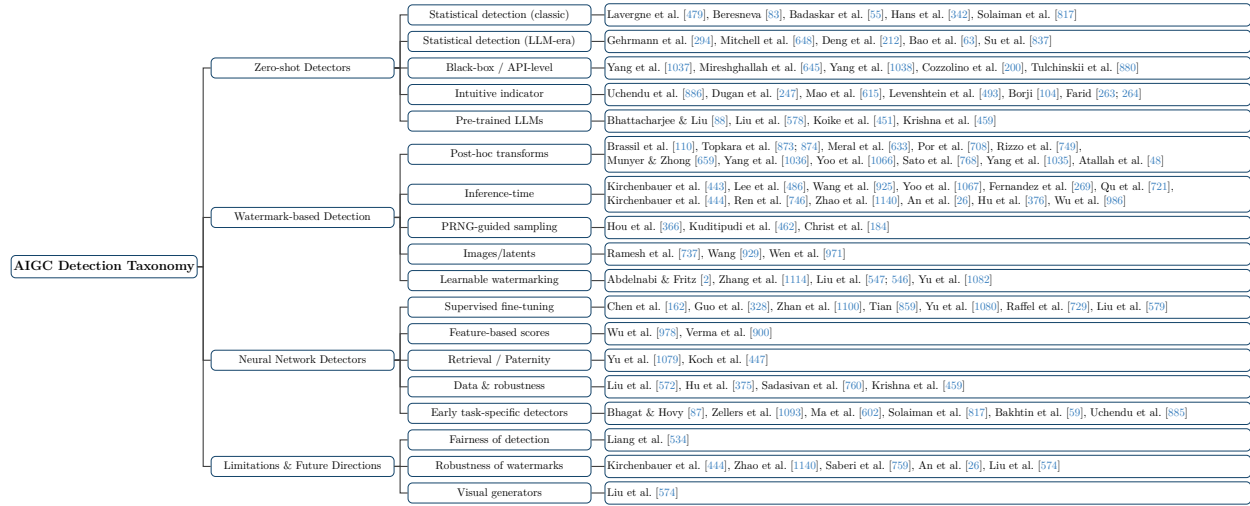 AIGC Detection Taxonomy
Zero-shot Detectors
Statistical detection (classic)
Lavergne et al. [479], Beresneva [83], Badaskar et al. [55], Hans et al. [342], Solaiman et al. [817]
Statistical detection (LLM-era)
Gehrmann et al. [294], Mitchell et al. [648], Deng et al. [212], Bao et al. [63], Su et al. [837]
Black-box / API-level
Yang et al. [1037], Mireshghallah et al. [645], Yang et al. [1038], Cozzolino et al. [200], Tulchinskii et al. [880]
Intuitive indicator
Uchendu et al. [886], Dugan et al. [247], Mao et al. [615], Levenshtein et al. [493], Borji [104], Farid [263; 264]
Pre-trained LLMs
Bhattacharjee & Liu [88], Liu et al. [578], Koike et al. [451], Krishna et al. [459]
Watermark-based Detection
Post-hoc transforms
Brassil et al. [110], Topkara et al. [873; 874], Meral et al. [633], Por et al. [708], Rizzo et al. [749],
Munyer & Zhong [659], Yang et al. [1036], Yoo et al. [1066], Sato et al. [768], Yang et al. [1035], Atallah et al. [48]
Inference-time
Kirchenbauer et al. [443], Lee et al. [486], Wang et al. [925], Yoo et al. [1067], Fernandez et al. [269], Qu et al. [721],
Kirchenbauer et al. [444], Ren et al. [746], Zhao et al. [1140], An et al. [26], Hu et al. [376], Wu et al. [986]
PRNG-guided sampling
Hou et al. [366], Kuditipudi et al. [462], Christ et al. [184]
Images/latents
Ramesh et al. [737], Wang [929], Wen et al. [971]
Learnable watermarking
Abdelnabi & Fritz [2], Zhang et al. [1114], Liu et al. [547; 546], Yu et al. [1082]
Neural Network Detectors
Supervised fine-tuning
Chen et al. [162], Guo et al. [328], Zhan et al. [1100], Tian [859], Yu et al. [1080], Raffel et al. [729], Liu et al. [579]
Feature-based scores
Wu et al. [978], Verma et al. [900]
Retrieval / Paternity
Yu et al. [1079], Koch et al. [447]
Data & robustness
Liu et al. [572], Hu et al. [375], Sadasivan et al. [760], Krishna et al. [459]
Early task-specific detectors
Bhagat & Hovy [87], Zellers et al. [1093], Ma et al. [602], Solaiman et al. [817], Bakhtin et al. [59], Uchendu et al. [885]
Limitations & Future Directions
Fairness of detection
Liang et al. [534]
Robustness of watermarks
Kirchenbauer et al. [444], Zhao et al. [1140], Saberi et al. [759], An et al. [26], Liu et al. [574]
Visual generators
Liu et al. [574]